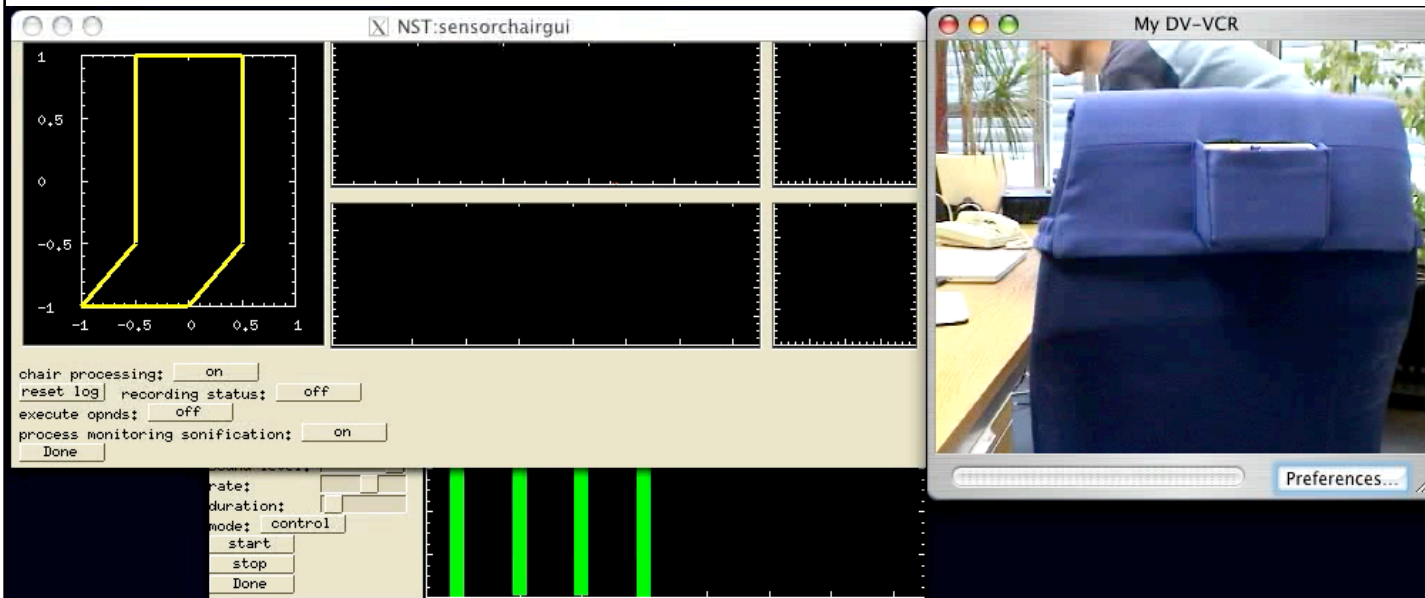 NST:sensorchairgui
1
0.5
0
-0.5
-1
-1 -0.5 0 0.5 1
chair processing: on
reset log recording status: off
execute opnds: off
process monitoring sonification: on
Done
sound level:
rate:
duration:
mode: control
start
stop
Done
My DV-VCR
Preferences...